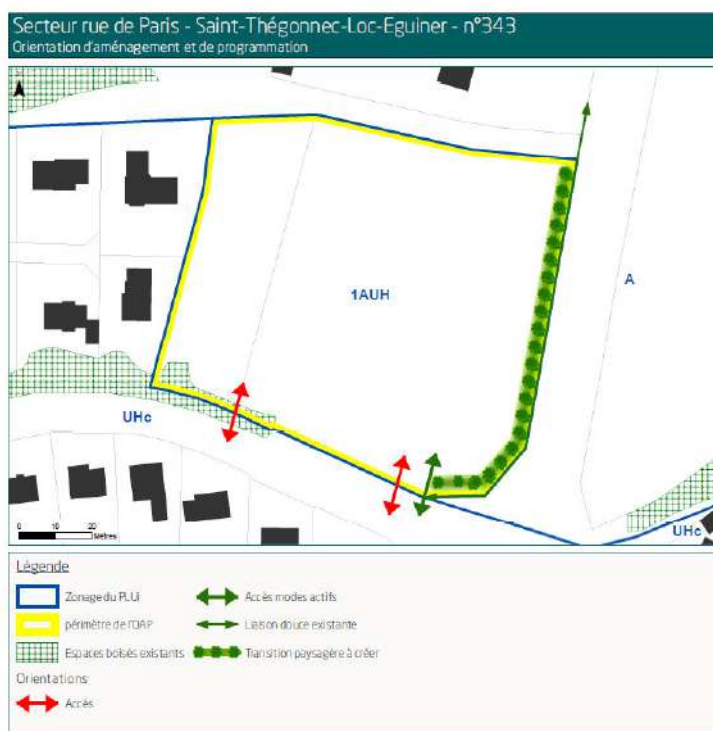 Secteur rue de Paris - Saint-Thégonnec-Loc-Eguiner - n°343
Orientation d'aménagement et de programmation
1AUH
A
UHc
UHc
0 10 20
Mètres
Légende
Zonage du PLUi
périmètre de l'OAP
Espaces boisés existants
Orientations
Accès
Accès modes actifs
Liaison douce existante
Transition paysagère à créer